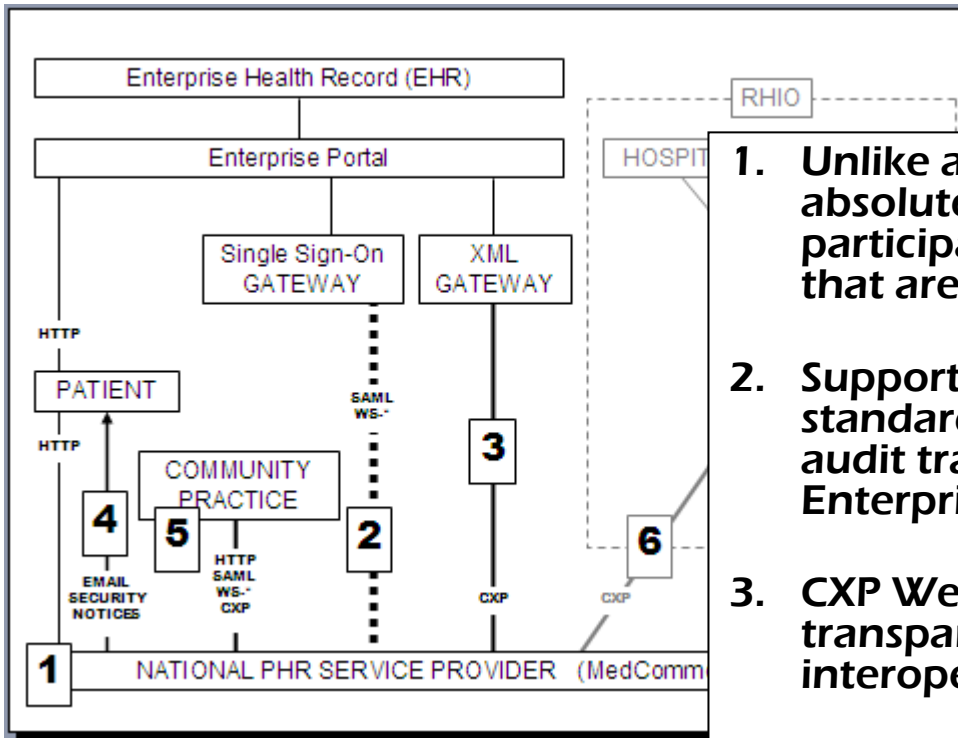 Enterprise Health Record (EHR)
RHIO
Enterprise Portal
HOSPIT
Single Sign-On
GATEWAY
XML
GATEWAY
HTTP
PATIENT
HTTP
SAML
WS-*
3
COMMUNITY
PRACTICE
4
5
2
6
EMAIL
SECURITY
NOTICES
HTTP
SAML
WS-*
CXP
CXP
CXP
1
NATIONAL PHR SERVICE PROVIDER (MedComm
1. Unlike a
absolute
participa
that are
2. Support
standar
audit tra
Enterpri
3. CXP We
transpar
interope